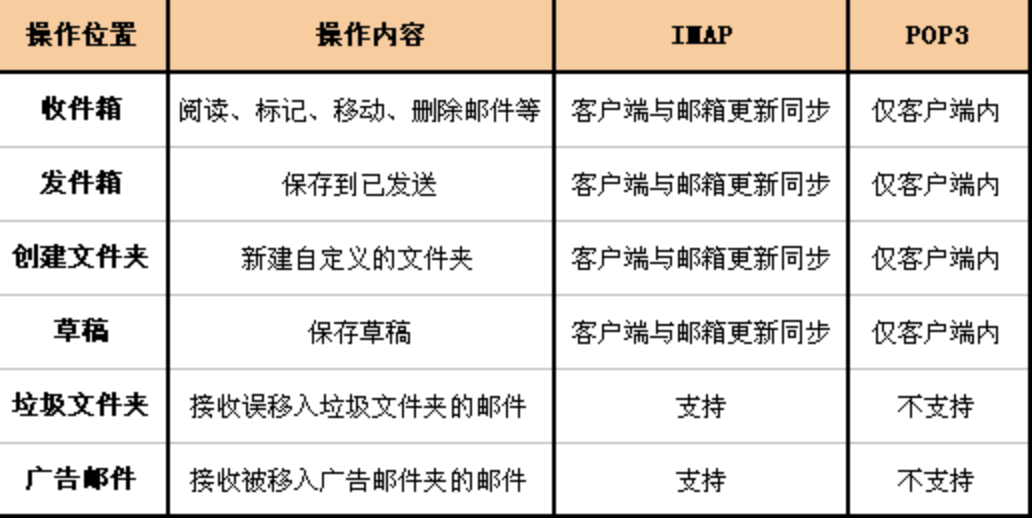 操作位置 操作内容 IMAP POP3
收件箱 阅读、标记、移动、删除邮件等 客户端与邮箱更新同步 仅客户端内
发件箱 保存到已发送 客户端与邮箱更新同步 仅客户端内
创建文件夹 新建自定义的文件夹 客户端与邮箱更新同步 仅客户端内
草稿 保存草稿 客户端与邮箱更新同步 仅客户端内
垃圾文件夹 接收误移入垃圾文件夹的邮件 支持 不支持
广告邮件 接收被移入广告邮件夹的邮件 支持 不支持